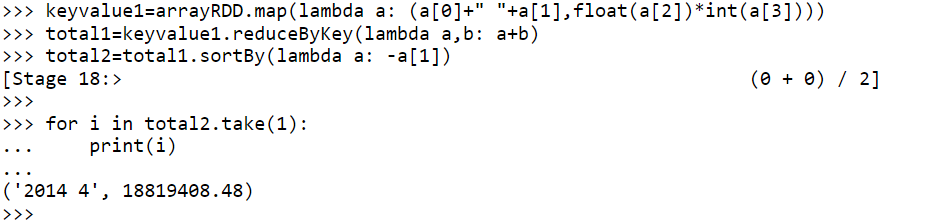 >>> keyvalue1=arrayRDD.map(lambda a: (a[0]+" "+a[1],float(a[2])*int(a[3])))
>>> total1=keyvalue1.reduceByKey(lambda a,b: a+b)
>>> total2=total1.sortBy(lambda a: -a[1])
[Stage 18:> (0 + 0) / 2]
>>>
>>> for i in total2.take(1):
... print(i)
...
('2014 4', 18819408.48)
>>>